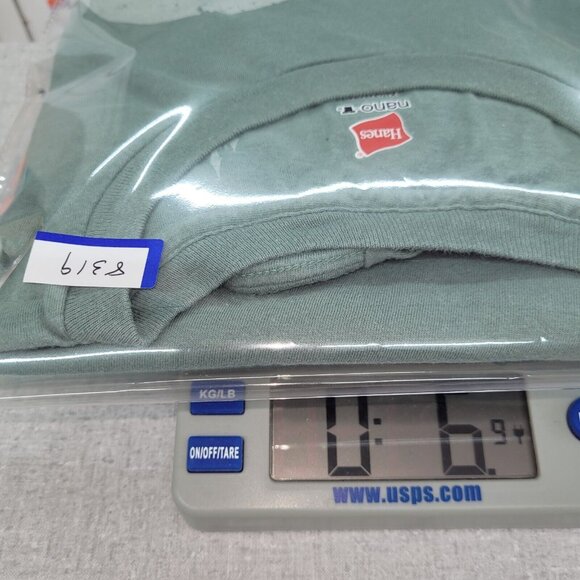 nano T.
Hanes
8319
KG/LB
ON/OFF/TARE
0: 6.9
www.usps.com